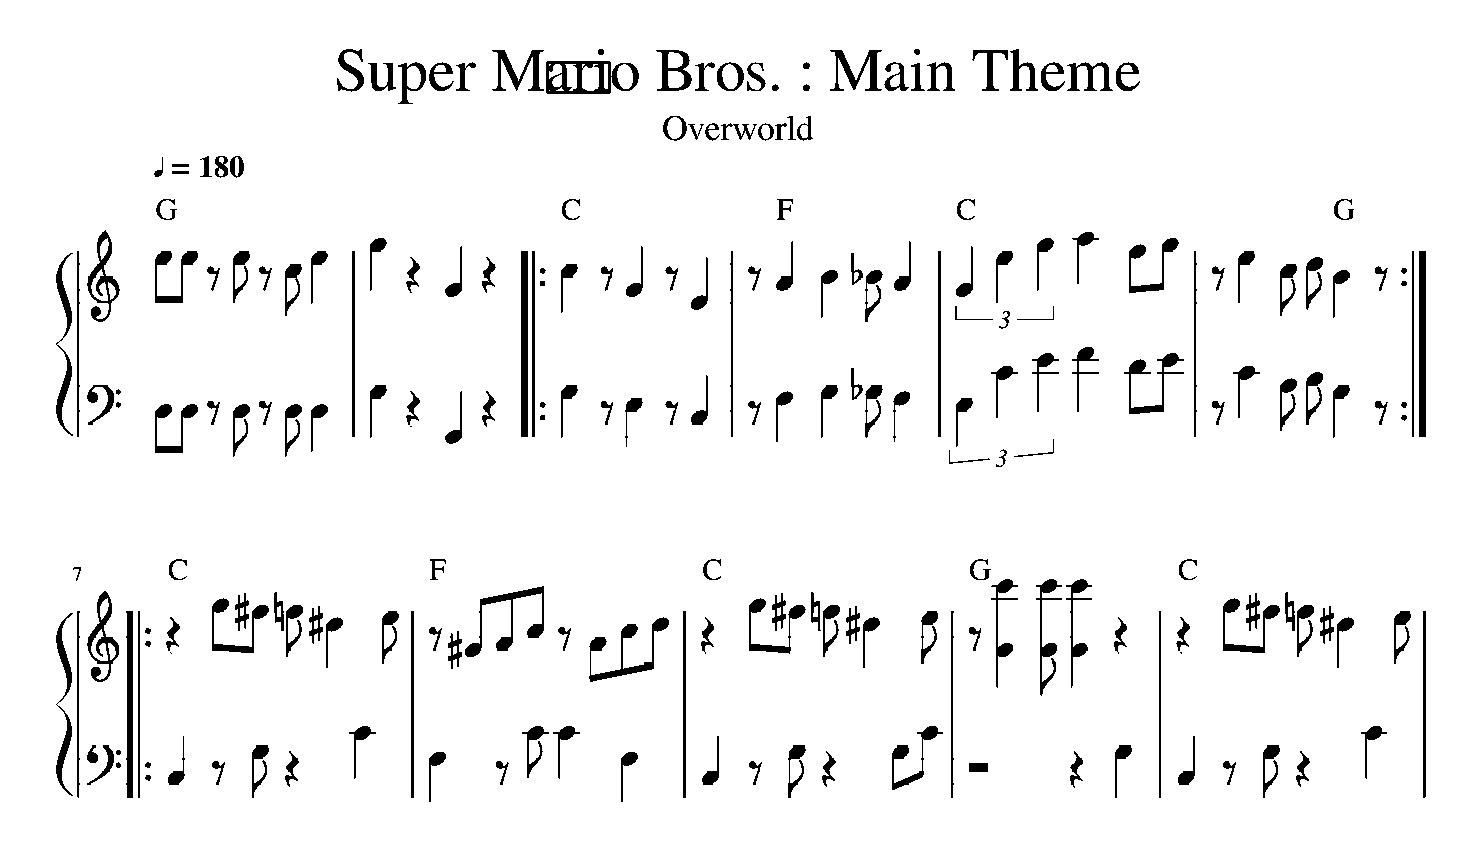 Super Mario Bros. : Main Theme
Overworld
♩ = 180
G C F C G
3
3
7 C F C G C